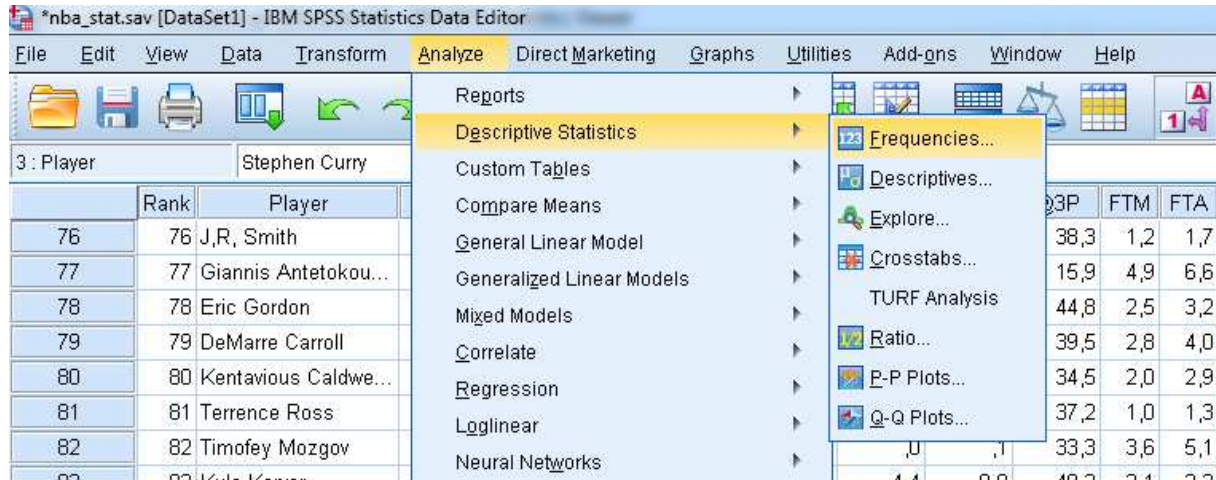 *nba_stat.sav [DataSet1] - IBM SPSS Statistics Data Editor
File Edit View Data Transform Analyze Direct Marketing Graphs Utilities Add-ons Window Help
3 : Player Stephen Curry
Reports
Descriptive Statistics
Custom Tables
Compare Means
General Linear Model
Generalized Linear Models
Mixed Models
Correlate
Regression
Loglinear
Neural Networks
Frequencies...
Descriptives...
Explore...
Crosstabs...
TURF Analysis
Ratio...
P-P Plots...
Q-Q Plots...
Rank Player FTM FTA
76 76 J,R, Smith 38,3 1,2 1,7
77 77 Giannis Antetokou... 15,9 4,9 6,6
78 78 Eric Gordon 44,8 2,5 3,2
79 79 DeMarre Carroll 39,5 2,8 4,0
80 80 Kentavious Caldwe... 34,5 2,0 2,9
81 81 Terrence Ross 37,2 1,0 1,3
82 82 Timofey Mozgov ,0 ,1 33,3 3,6 5,1